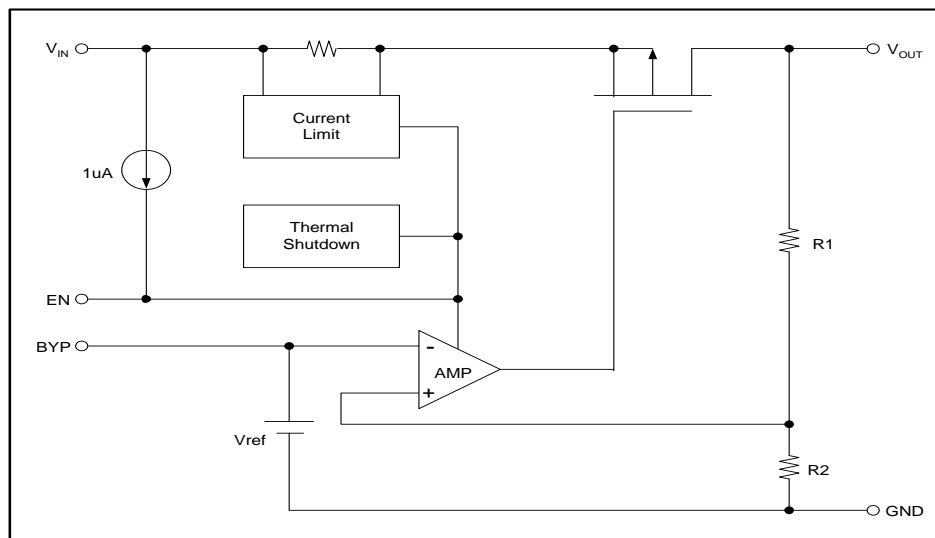 VIN
VOUT
Current
Limit
1uA
Thermal
Shutdown
R1
EN
BYP
-
AMP
+
Vref
R2
GND